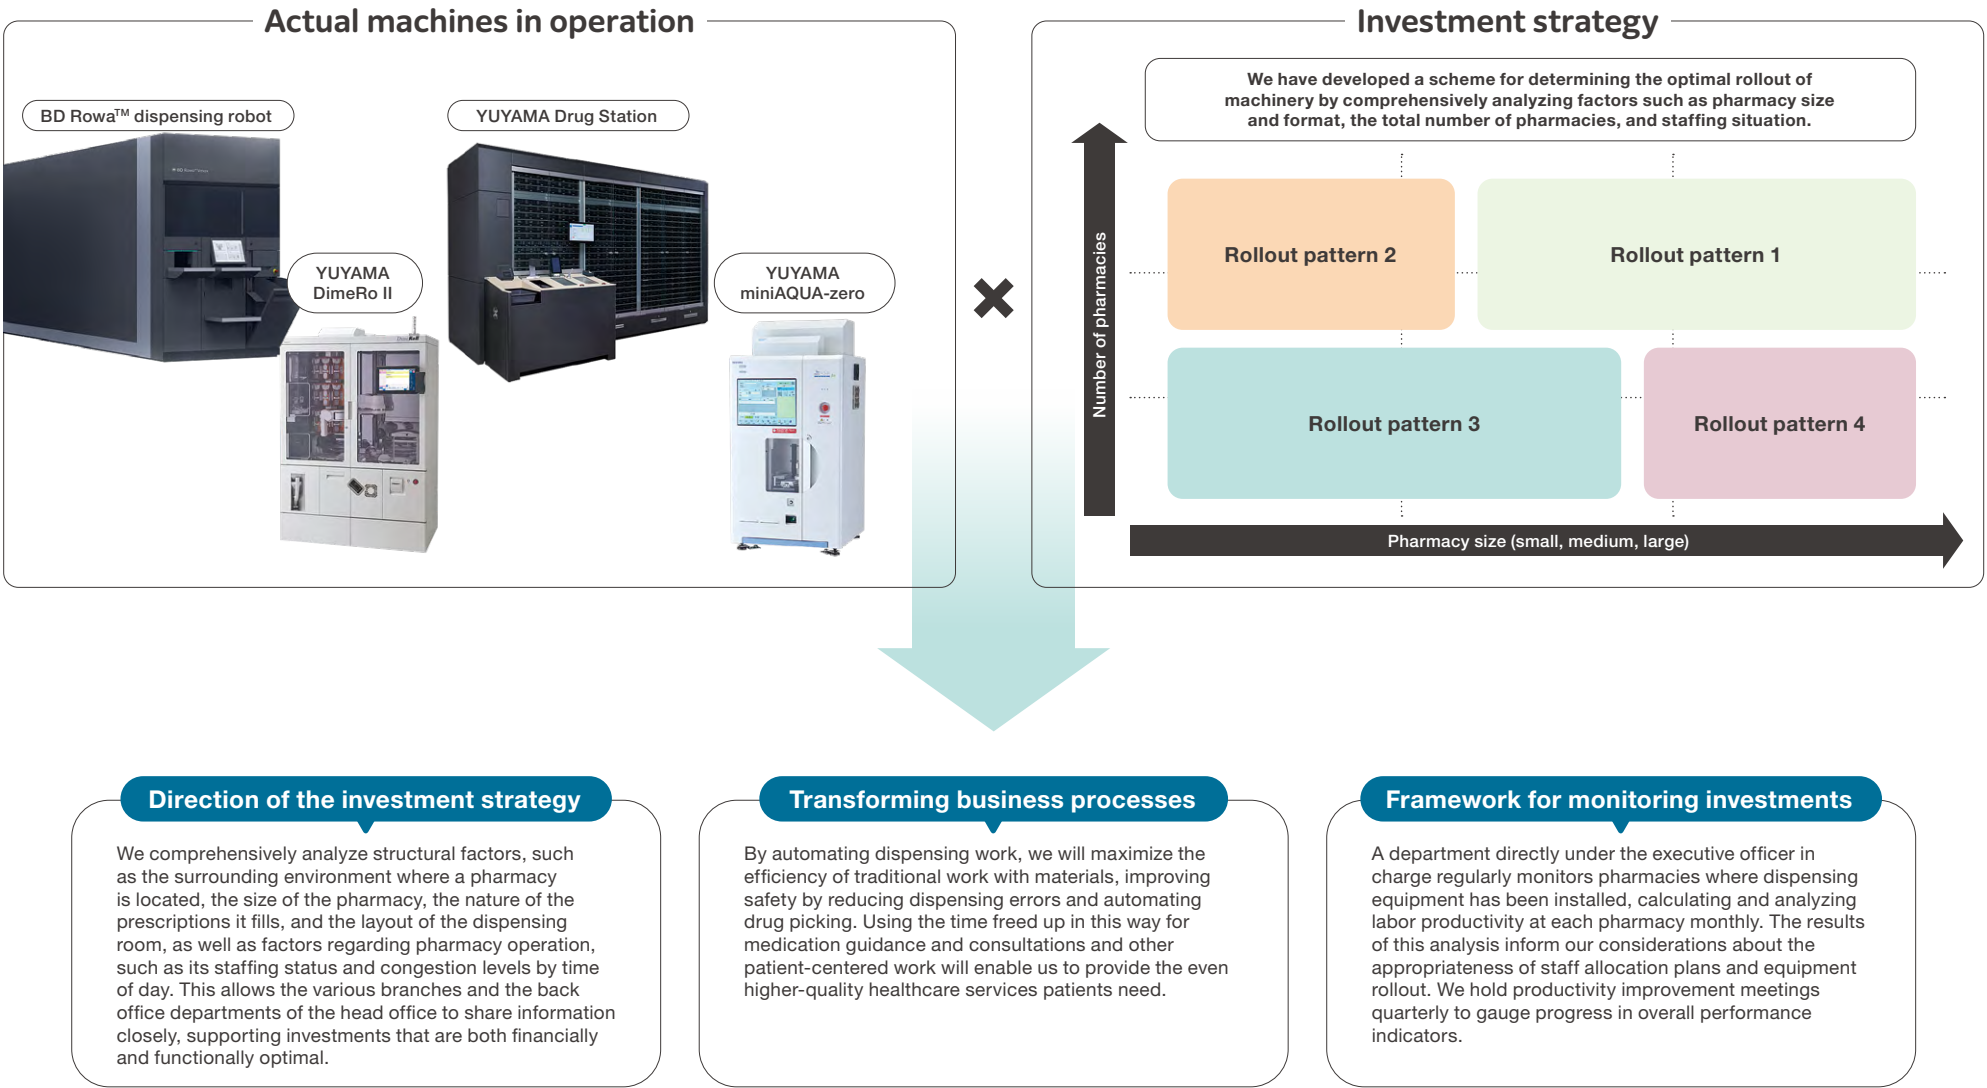 Actual machines in operation
BD Rowa™ dispensing robot
YUYAMA Drug Station
YUYAMA
DimeRo II
YUYAMA
miniAQUA-zero
Investment strategy
We have developed a scheme for determining the optimal rollout of
machinery by comprehensively analyzing factors such as pharmacy size
and format, the total number of pharmacies, and staffing situation.
Number of pharmacies
Rollout pattern 2
Rollout pattern 1
Rollout pattern 3
Rollout pattern 4
Pharmacy size (small, medium, large)
Direction of the investment strategy
We comprehensively analyze structural factors, such
as the surrounding environment where a pharmacy
is located, the size of the pharmacy, the nature of the
prescriptions it fills, and the layout of the dispensing
room, as well as factors regarding pharmacy operation,
such as its staffing status and congestion levels by time
of day. This allows the various branches and the back
office departments of the head office to share information
closely, supporting investments that are both financially
and functionally optimal.
Transforming business processes
By automating dispensing work, we will maximize the
efficiency of traditional work with materials, improving
safety by reducing dispensing errors and automating
drug picking. Using the time freed up in this way for
medication guidance and consultations and other
patient-centered work will enable us to provide the even
higher-quality healthcare services patients need.
Framework for monitoring investments
A department directly under the executive officer in
charge regularly monitors pharmacies where dispensing
equipment has been installed, calculating and analyzing
labor productivity at each pharmacy monthly. The results
of this analysis inform our considerations about the
appropriateness of staff allocation plans and equipment
rollout. We hold productivity improvement meetings
quarterly to gauge progress in overall performance
indicators.